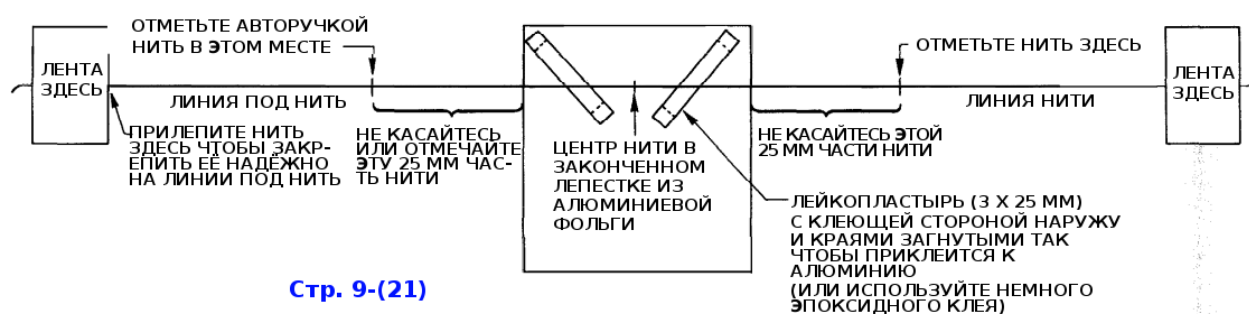 ОТМЕТЬТЕ АВТОРУЧКОЙ
НИТЬ В ЭТОМ МЕСТЕ
ЛЕНТА
ЗДЕСЬ
ЛИНИЯ ПОД НИТЬ
ПРИЛЕПИТЕ НИТЬ
ЗДЕСЬ ЧТОБЫ ЗАКР-
ЕПИТЬ ЕЁ НАДЁЖНО
НА ЛИНИИ ПОД НИТЬ
НЕ КАСАЙТЕСЬ
ИЛИ ОТМЕЧАЙТЕ
ЭТУ 25 ММ ЧАС-
ТЬ НИТИ
ЦЕНТР НИТИ В
ЗАКОНЧЕННОМ
ЛЕПЕСТКЕ ИЗ
АЛЮМИНИЕВОЙ
ФОЛЬГИ
ОТМЕТЬТЕ НИТЬ ЗДЕСЬ
ЛИНИЯ НИТИ
ЛЕНТА
ЗДЕСЬ
НЕ КАСАЙТЕСЬ ЭТОЙ
25 ММ ЧАСТИ НИТИ
ЛЕЙКОПЛАСТЫРЬ (3 X 25 ММ)
С КЛЕЮЩЕЙ СТОРОНОЙ НАРУЖУ
И КРАЯМИ ЗАГНУТЫМИ ТАК
ЧТОБЫ ПРИКЛЕИТСЯ К
АЛЮМИНИЮ
(ИЛИ ИСПОЛЬЗУЙТЕ НЕМНОГО
ЭПОКСИДНОГО КЛЕЯ)
Стр. 9-(21)